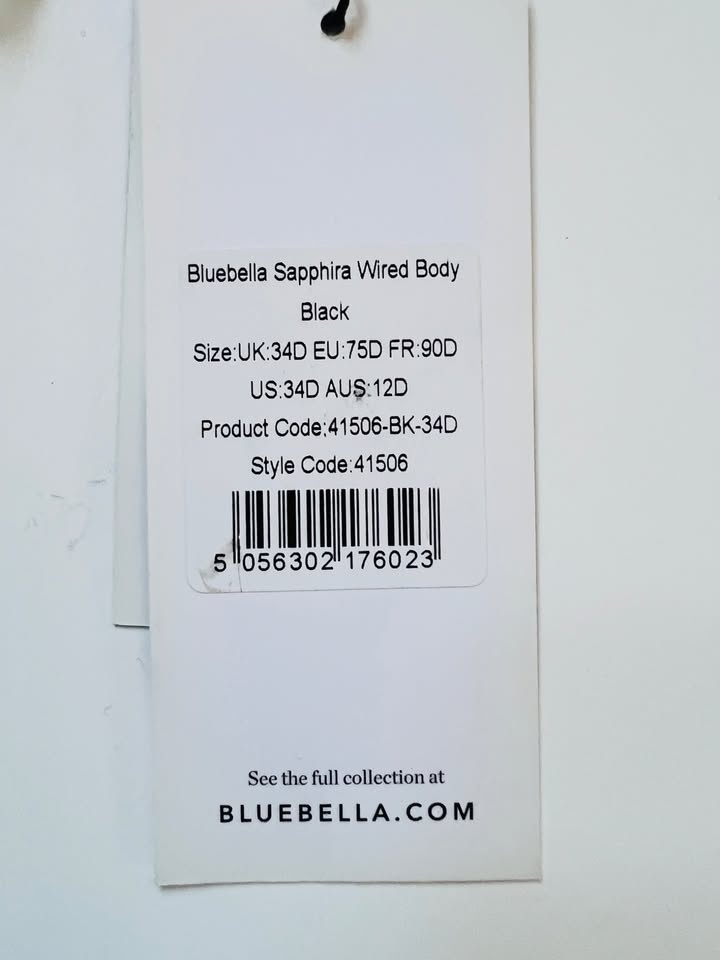 Bluebella Sapphira Wired Body
Black
Size:UK:34D EU:75D FR:90D
US:34D AUS:12D
Product Code:41506-BK-34D
Style Code:41506
5 056302 176023
See the full collection at
BLUEBELLA.COM